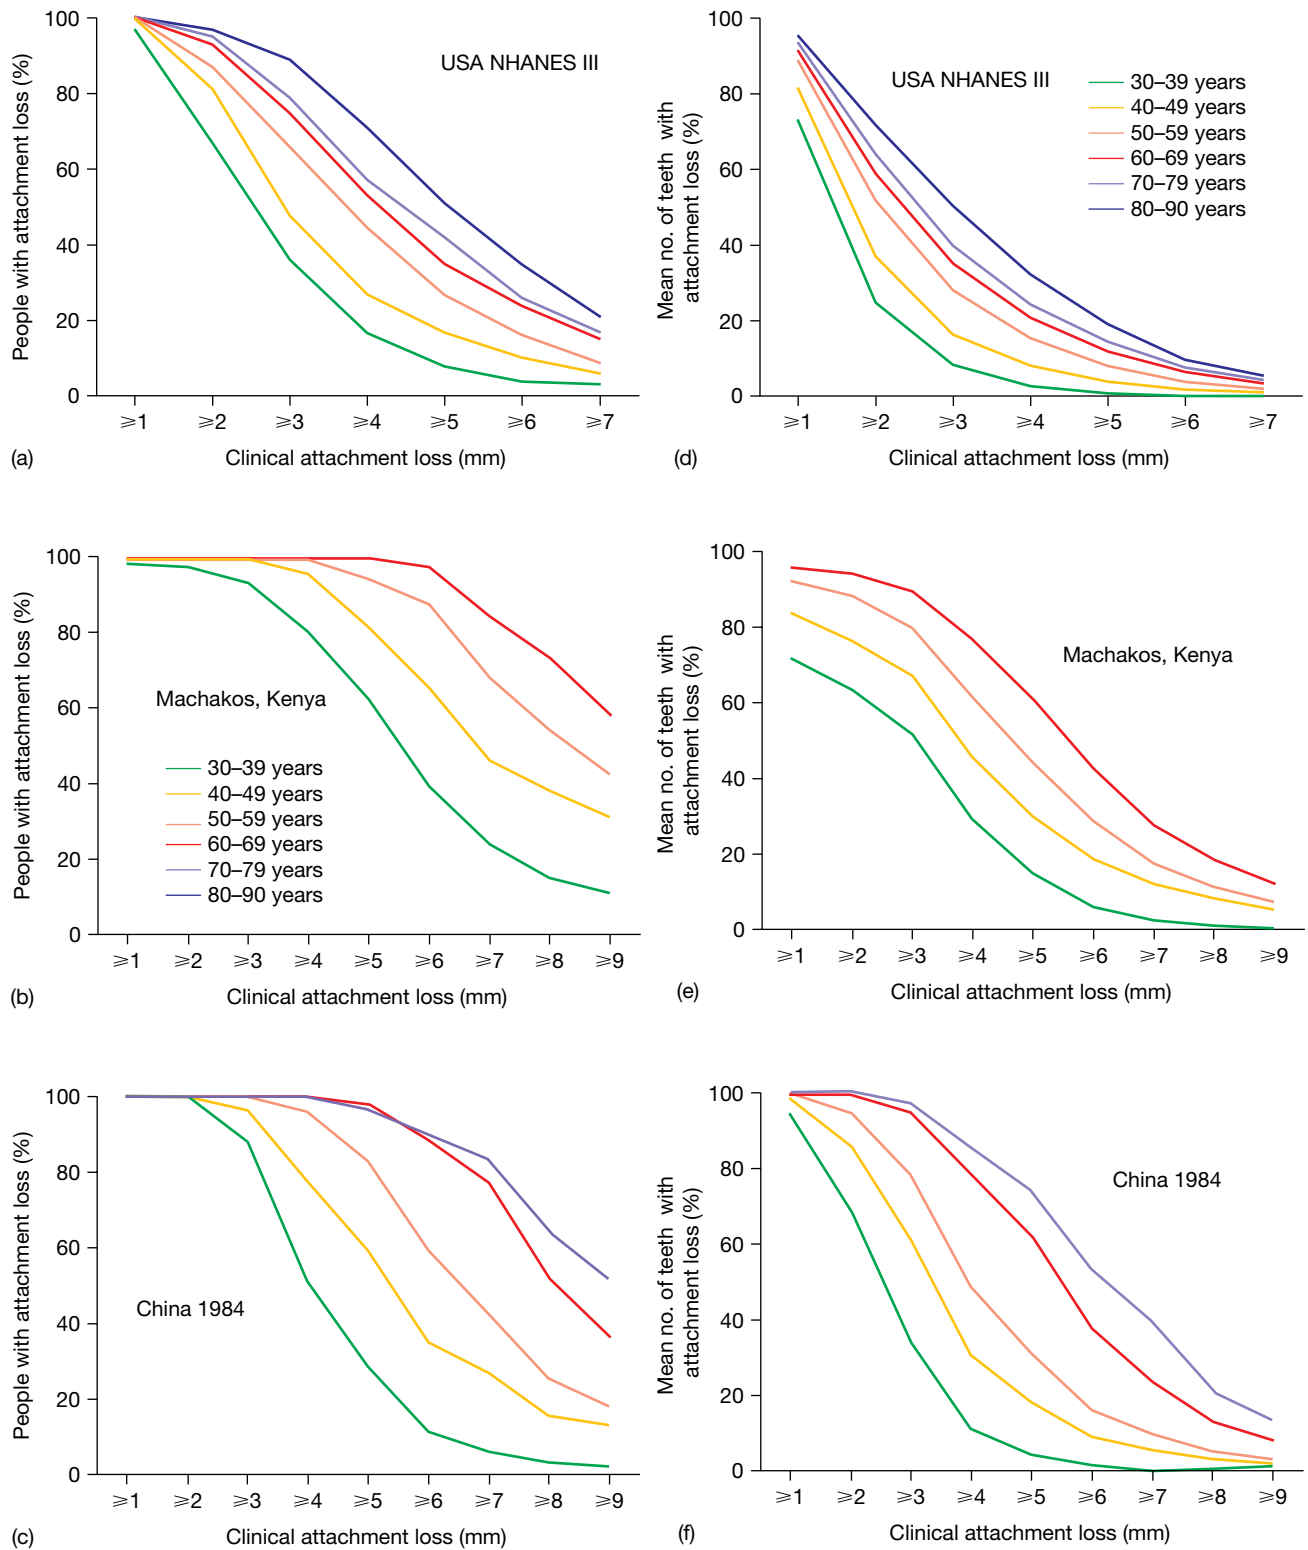 People with attachment loss (%)
100
80
60
40
20
0
USA NHANES III
⩾1 ⩾2 ⩾3 ⩾4 ⩾5 ⩾6 ⩾7
(a)
Clinical attachment loss (mm)
Mean no. of teeth with
attachment loss (%)
100
80
60
40
20
0
USA NHANES III
30–39 years
40–49 years
50–59 years
60–69 years
70–79 years
80–90 years
⩾1 ⩾2 ⩾3 ⩾4 ⩾5 ⩾6 ⩾7
(d)
Clinical attachment loss (mm)
People with attachment loss (%)
100
80
60
40
20
0
Machakos, Kenya
30–39 years
40–49 years
50–59 years
60–69 years
70–79 years
80–90 years
⩾1 ⩾2 ⩾3 ⩾4 ⩾5 ⩾6 ⩾7 ⩾8 ⩾9
(b)
Clinical attachment loss (mm)
Mean no. of teeth with
attachment loss (%)
100
80
60
40
20
0
Machakos, Kenya
⩾1 ⩾2 ⩾3 ⩾4 ⩾5 ⩾6 ⩾7 ⩾8 ⩾9
(e)
Clinical attachment loss (mm)
People with attachment loss (%)
100
80
60
40
20
0
China 1984
⩾1 ⩾2 ⩾3 ⩾4 ⩾5 ⩾6 ⩾7 ⩾8 ⩾9
(c)
Clinical attachment loss (mm)
Mean no. of teeth with
attachment loss (%)
100
80
60
40
20
0
China 1984
⩾1 ⩾2 ⩾3 ⩾4 ⩾5 ⩾6 ⩾7 ⩾8 ⩾9
(f)
Clinical attachment loss (mm)